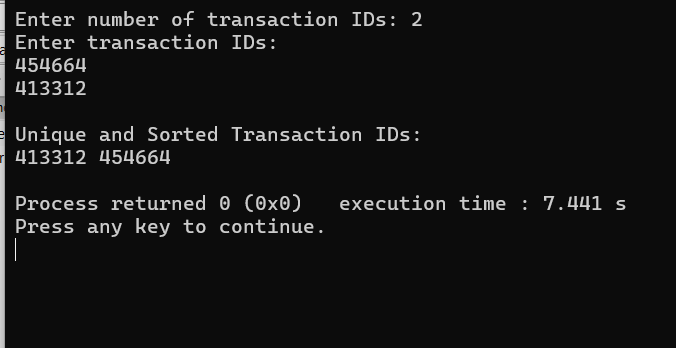 Enter number of transaction IDs: 2
Enter transaction IDs:
454664
413312
Unique and Sorted Transaction IDs:
413312 454664
Process returned 0 (0x0)   execution time : 7.441 s
Press any key to continue.